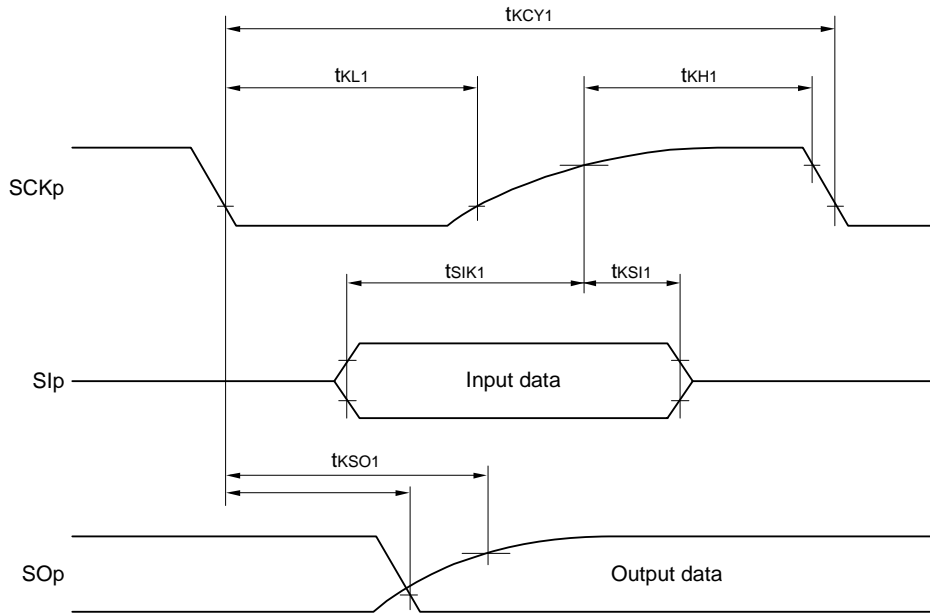 tKCY1
tKL1 tKH1
SCKp
tSIK1 tKSI1
SIp Input data
tKSO1
SOp Output data